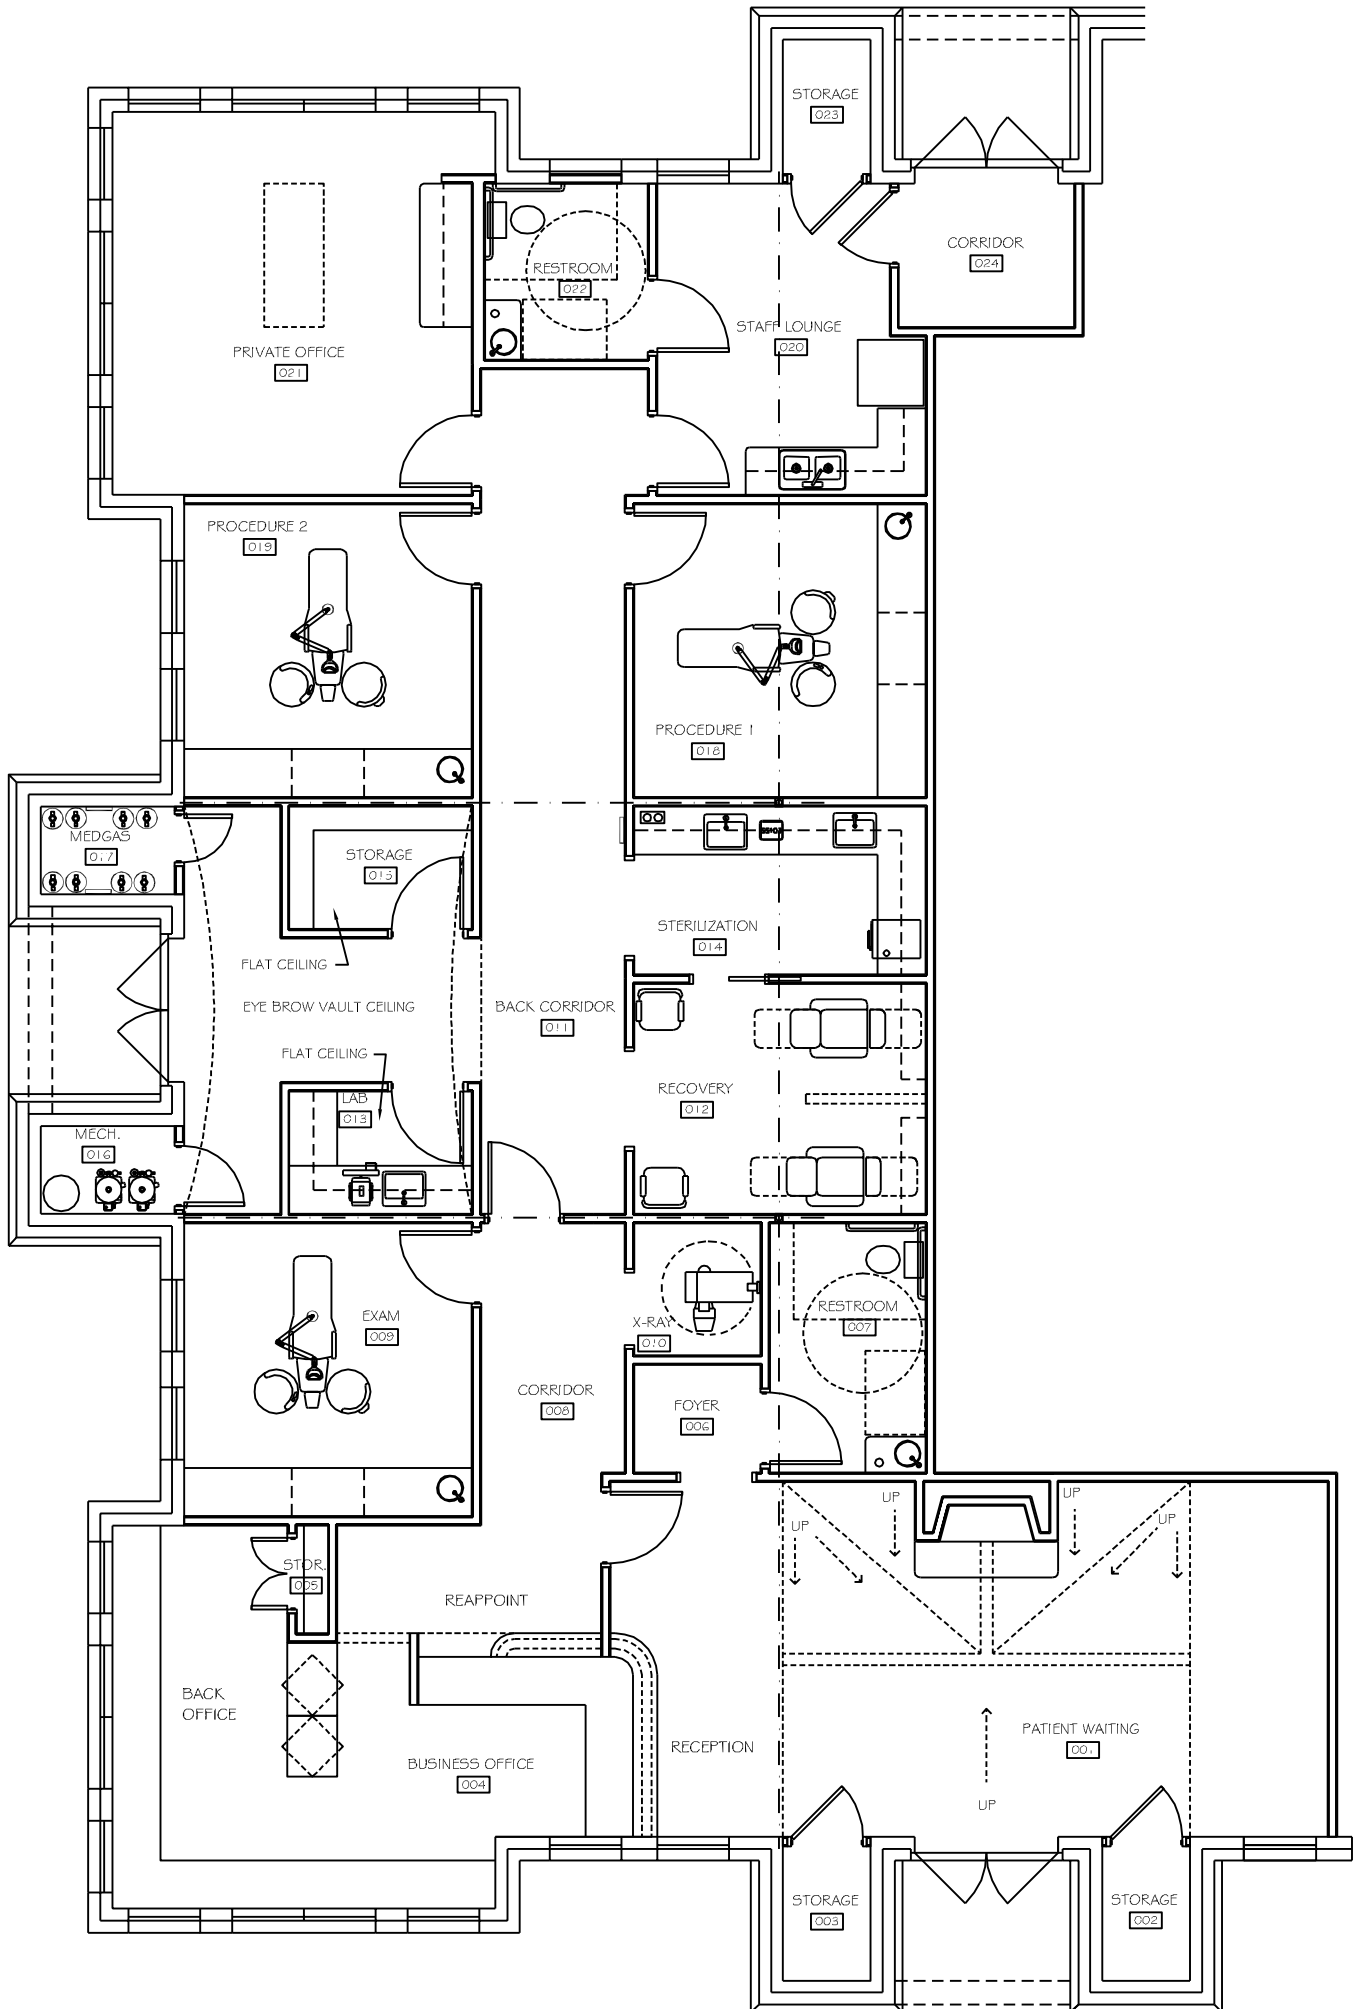 STORAGE
023
CORRIDOR
024
RESTROOM
022
STAFF LOUNGE
020
PRIVATE OFFICE
021
PROCEDURE 2
019
PROCEDURE 1
018
MEDGAS
017
STORAGE
015
STERILIZATION
014
FLAT CEILING
EYE BROW VAULT CEILING
BACK CORRIDOR
011
FLAT CEILING
LAB
013
RECOVERY
012
MECH.
016
EXAM
009
X-RAY
010
RESTROOM
007
CORRIDOR
008
FOYER
006
UP
UP
UP
UP
STOR.
005
REAPPOINT
BACK
OFFICE
BUSINESS OFFICE
004
RECEPTION
PATIENT WAITING
001
UP
STORAGE
003
STORAGE
002